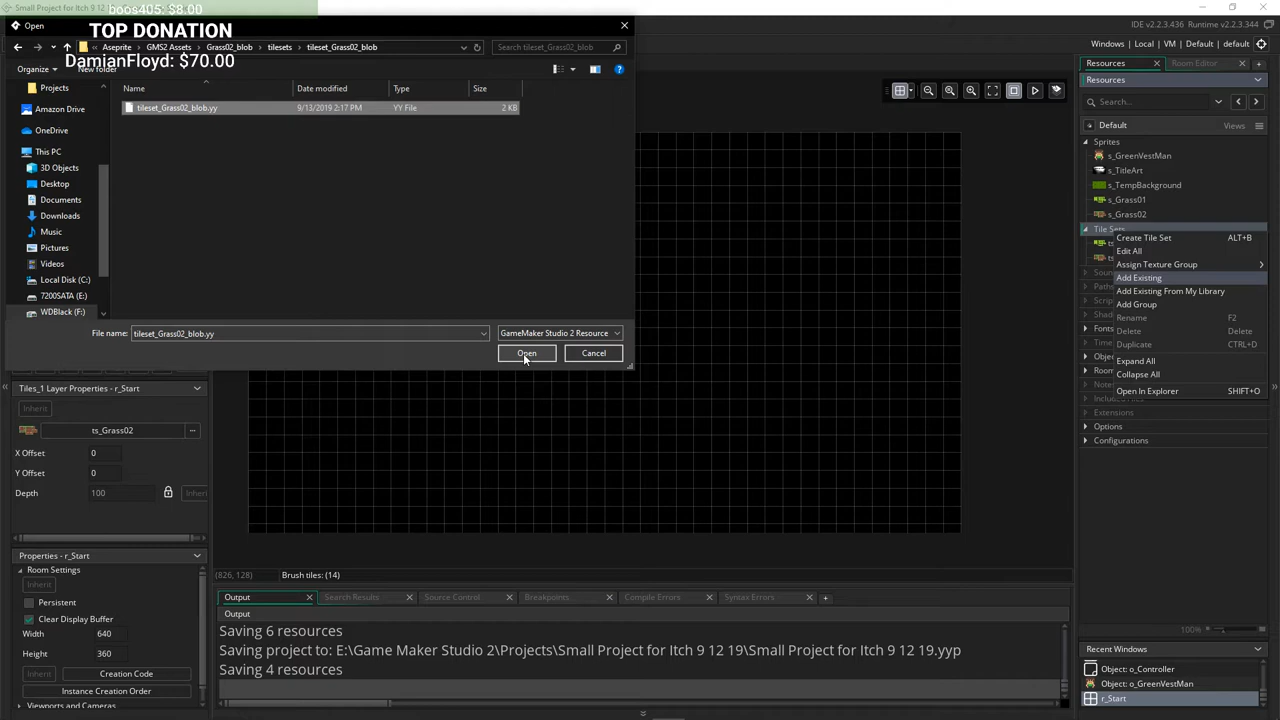 Small Project for Itch 9 12 19
boos405: $8.00
IDE v2.2.3.436 Runtime v2.2.3.344
Open
TOP DONATION
DamianFloyd: $70.00
Aseprite
GMS2 Assets
Grass02_blob
tilesets
tileset_Grass02_blob
Search tileset_Grass02_blob
Windows | Local | VM | Default | default
Organize
New folder
Resources
Room Editor
Resources
Projects
Name
Date modified
Type
Size
Search...
Amazon Drive
tileset_Grass02_blob.yy
9/13/2019 2:17 PM
YY File
2 KB
OneDrive
Default
Views
This PC
Sprites
3D Objects
s_GreenVestMan
Desktop
s_TitleArt
Documents
s_TempBackground
Downloads
s_Grass01
Music
s_Grass02
Pictures
Tile Sets
Videos
Create Tile Set
ALT+B
Local Disk (C:)
Edit All
7200SATA (E:)
Assign Texture Group
WDBlack (F:)
Add Existing
Add Existing From My Library
Add Group
Rename
F2
Delete
Delete
Duplicate
CTRL+D
Expand All
Collapse All
Open In Explorer
SHIFT+O
Fonts
Extensions
Options
Configurations
File name:
tileset_Grass02_blob.yy
GameMaker Studio 2 Resource
Open
Cancel
Tiles_1 Layer Properties - r_Start
Inherit
ts_Grass02
...
X Offset
0
Y Offset
0
Depth
100
Properties - r_Start
Room Settings
Inherit
Persistent
Clear Display Buffer
Width
640
Height
360
Inherit
Creation Code
Instance Creation Order
Viewports and Cameras
(826, 128)
Brush tiles: (14)
Output
Search Results
Source Control
Breakpoints
Compile Errors
Syntax Errors
Output
Saving 6 resources
Saving project to: E:\Game Maker Studio 2\Projects\Small Project for Itch 9 12 19\Small Project for Itch 9 12 19.yyp
Saving 4 resources
100%
Recent Windows
Object: o_Controller
Object: o_GreenVestMan
r_Start